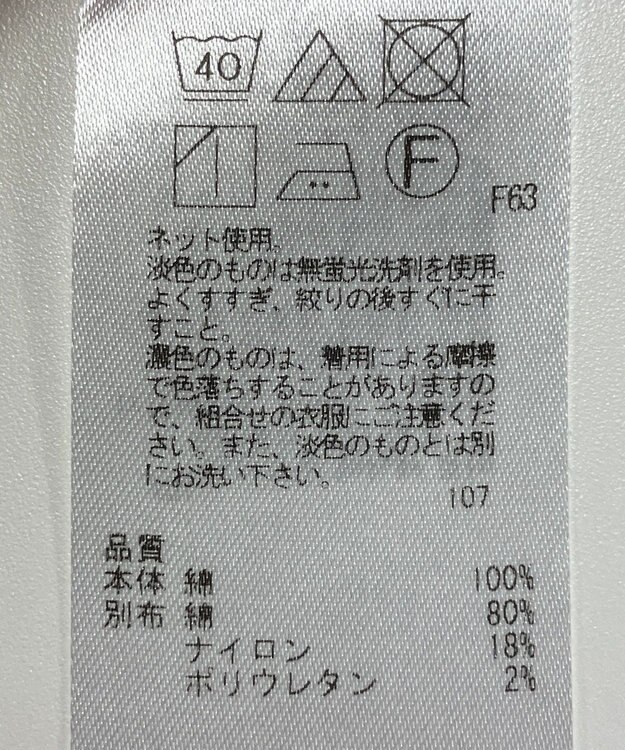 40
F
F63
ネット使用。
淡色のものは無蛍光洗剤を使用。
よくすすぎ、絞りの後すぐに干
すこと。
濃色のものは、着用による摩擦
で色落ちすることがありますの
で、組合せの衣服にご注意くだ
さい。また、淡色のものとは別
にお洗い下さい。
107
品質
本体 綿 100%
別布 綿 80%
ナイロン 18%
ポリウレタン 2%